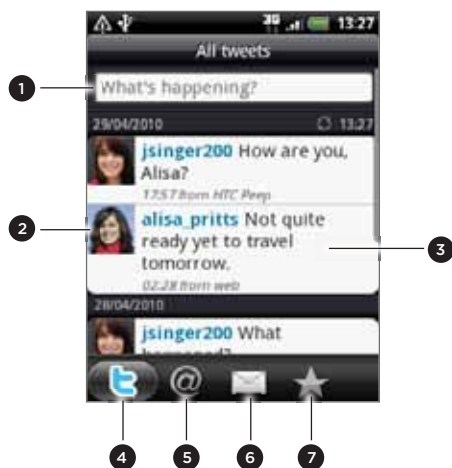 3G 13:27
All tweets
1
What's happening?
29/04/2010 13:27
jsinger200 How are you,
Alisa?
17:57 from HTC Peep
2
alisa_pritts Not quite
ready yet to travel
3
tomorrow.
02:28 from web
28/04/2010
jsinger200 What
happened?
@
4 5 6 7